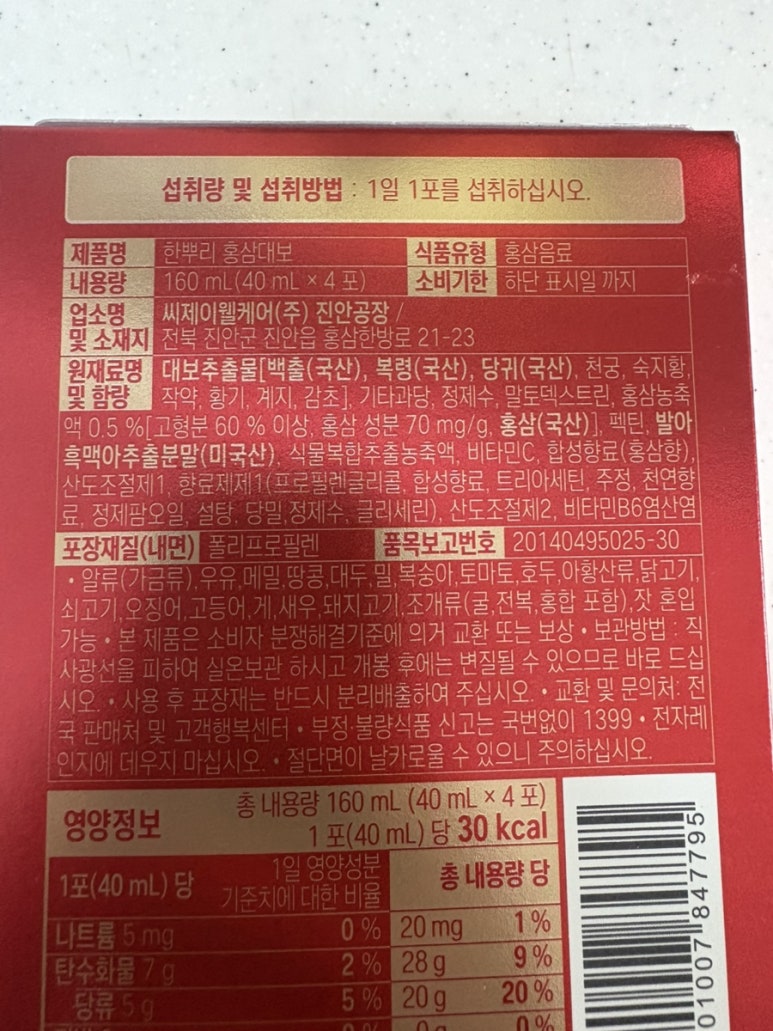 섭취량 및 섭취방법 : 1일 1포를 섭취하십시오.
제품명 한뿌리 홍삼대보 식품유형 홍삼음료
내용량 160 mL(40 mL × 4 포) 소비기한 하단 표시일 까지
업소명 및 소재지 씨제이웰케어(주) 진안공장 /
전북 진안군 진안읍 홍삼한방로 21-23
원재료명 및 함량 대보추출물[백출(국산), 복령(국산), 당귀(국산), 천궁, 숙지황,
작약, 황기, 계지, 감초], 기타과당, 정제수, 말토덱스트린, 홍삼농축
액 0.5 %[고형분 60 % 이상, 홍삼 성분 70 mg/g, 홍삼(국산)], 펙틴, 발아
흑맥아추출분말(미국산), 식물복합추출농축액, 비타민C, 합성향료(홍삼향),
산도조절제1, 향료제제1(프로필렌글리콜, 합성향료, 트리아세틴, 주정, 천연향
료, 정제팜오일, 설탕, 당밀,정제수, 글리세린), 산도조절제2, 비타민B6염산염
포장재질(내면) 폴리프로필렌 품목보고번호 20140495025-30
• 알류(가금류),우유,메밀,땅콩,대두,밀,복숭아,토마토,호두,아황산류,닭고기,
쇠고기,오징어,고등어,게,새우,돼지고기,조개류(굴,전복,홍합 포함),잣 혼입
가능 • 본 제품은 소비자 분쟁해결기준에 의거 교환 또는 보상 • 보관방법 : 직
사광선을 피하여 실온보관 하시고 개봉 후에는 변질될 수 있으므로 바로 드십
시오. • 사용 후 포장재는 반드시 분리배출하여 주십시오. • 교환 및 문의처: 전
국 판매처 및 고객행복센터 • 부정·불량식품 신고는 국번없이 1399 • 전자레
인지에 데우지 마십시오. • 절단면이 날카로울 수 있으니 주의하십시오.
영양정보 총 내용량 160 mL (40 mL × 4 포)
1 포(40 mL) 당 30 kcal
1포(40 mL) 당 1일 영양성분 기준치에 대한 비율 총 내용량 당
나트륨 5 mg 0 % 20 mg 1 %
탄수화물 7 g 2 % 28 g 9 %
당류 5 g 5 % 20 g 20 %
0 % 0 g 0 %
01007 847795